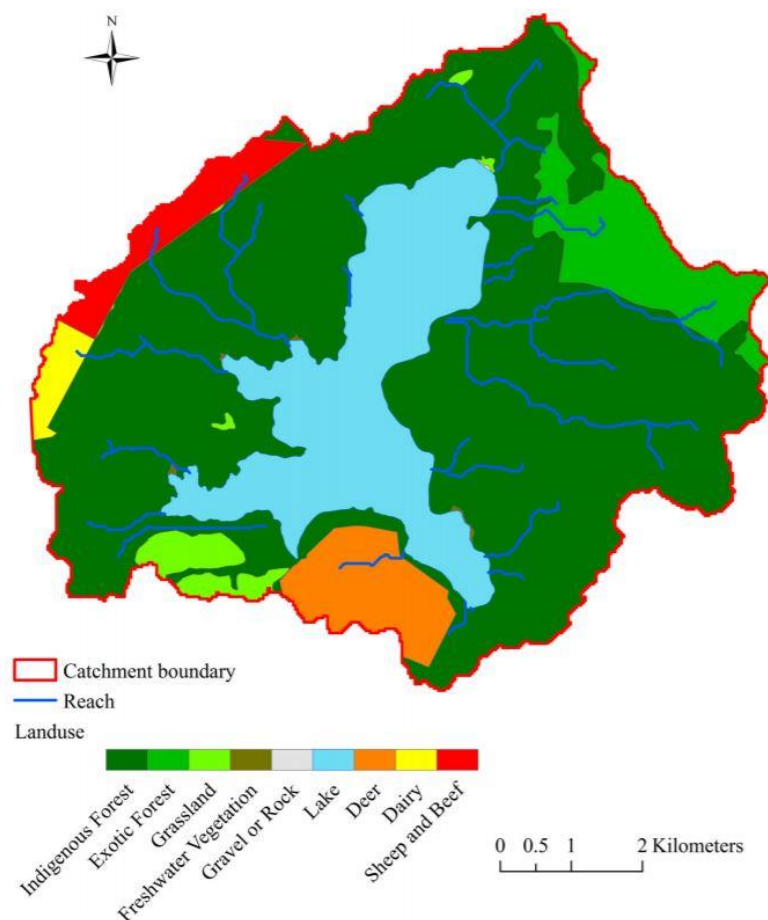 N
Catchment boundary
Reach
Landuse
Indigenous Forest
Exotic Forest
Grassland
Freshwater Vegetation
Gravel or Rock
Lake
Deer
Dairy
Sheep and Beef
0 0.5 1 2 Kilometers